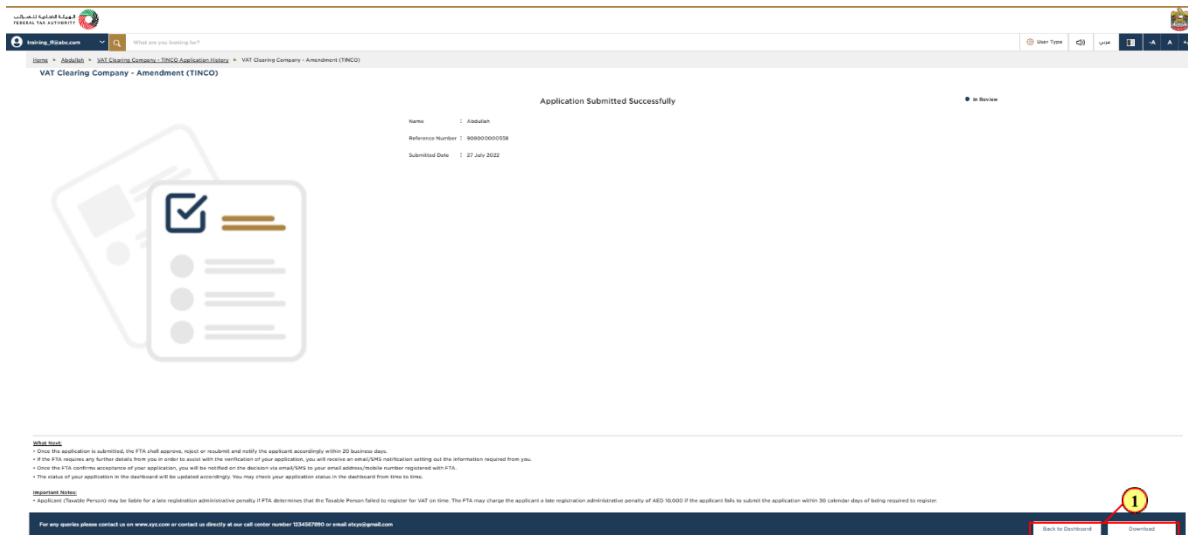 الهيئة الاتحادية للضرائب
FEDERAL TAX AUTHORITY
training_R@abc.com
What are you looking for?
User Type
عربي
-A A
Home > Abdullah > VAT Clearing Company - TINCO Application History > VAT Clearing Company - Amendment (TINCO)
VAT Clearing Company - Amendment (TINCO)
Application Submitted Successfully
In Review
Name : Abdullah
Reference Number : 909000000558
Submitted Date : 27 July 2022
What Next:
• Once the application is submitted, the FTA shall approve, reject or resubmit and notify the applicant accordingly within 20 business days.
• If the FTA requires any further details from you in order to assist with the verification of your application, you will receive an email/SMS notification setting out the information required from you.
• Once the FTA confirms acceptance of your application, you will be notified on the decision via email/SMS to your email address/mobile number registered with FTA.
• The status of your application in the dashboard will be updated accordingly. You may check your application status in the dashboard from time to time.
Important Notes:
• Applicant (Taxable Person) may be liable for a late registration administrative penalty if FTA determines that the Taxable Person failed to register for VAT on time. The FTA may charge the applicant a late registration administrative penalty of AED 10,000 if the applicant fails to submit the application within 30 calendar days of being required to register.
1
For any queries please contact us on www.xyz.com or contact us directly at our call center number 1234567890 or email atxyz@gmail.com
Back to Dashboard
Download